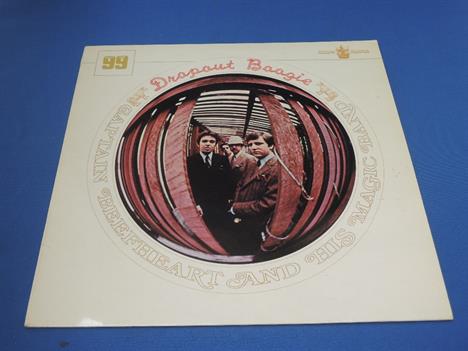 99
Dropout Boogie
CAPTAIN BEEFHEART AND HIS MAGIC BAND